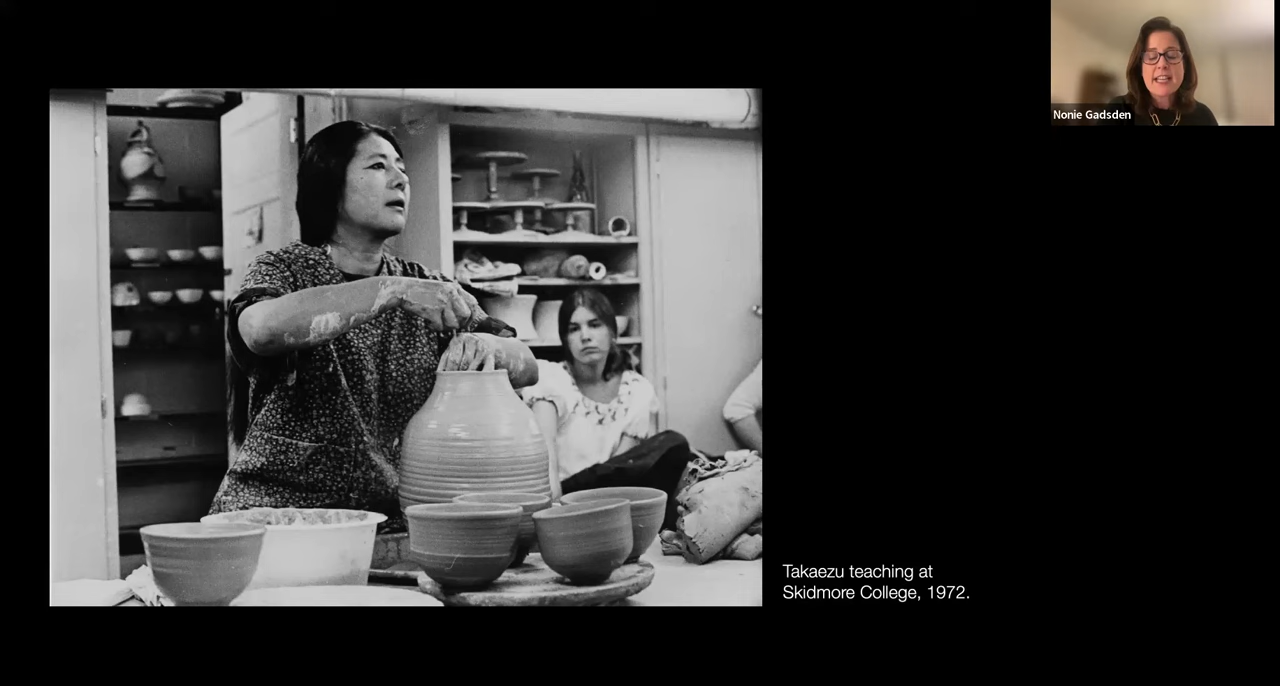 Nonie Gadsden
Takaezu teaching at
Skidmore College, 1972.